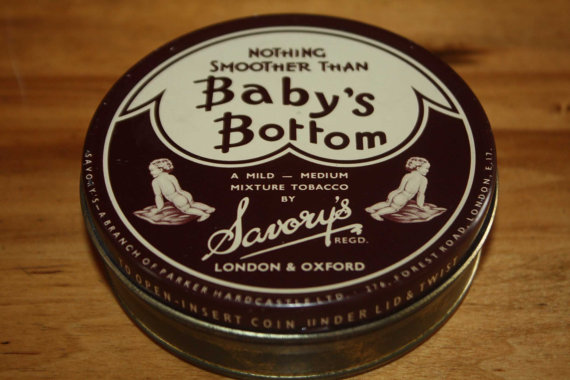 NOTHING
SMOOTHER THAN
Baby's
Bottom
A MILD — MEDIUM
MIXTURE TOBACCO
BY
Savory's
REGD.
LONDON & OXFORD
SAVORY'S - A BRANCH OF PARKER HARDCASTLE LTD. 176, FOREST ROAD, LONDON, E.17.
TO OPEN-INSERT COIN UNDER LID & TWIST